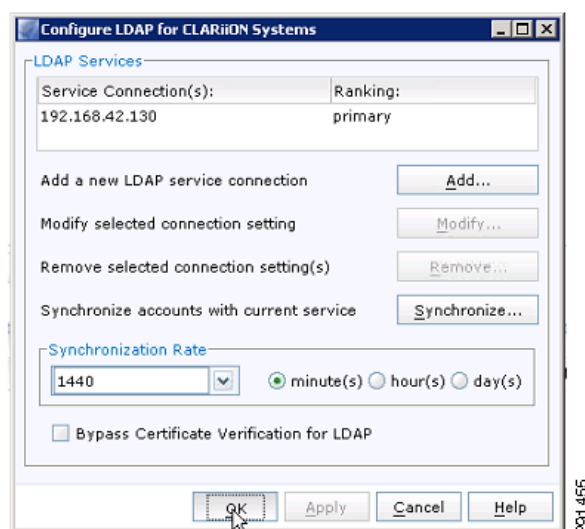 Configure LDAP for CLARiiON Systems
LDAP Services
Service Connection(s): Ranking:
192.168.42.130 primary
Add a new LDAP service connection Add...
Modify selected connection setting Modify...
Remove selected connection setting(s) Remove...
Synchronize accounts with current service Synchronize...
Synchronization Rate
1440 minute(s) hour(s) day(s)
Bypass Certificate Verification for LDAP
OK Apply Cancel Help